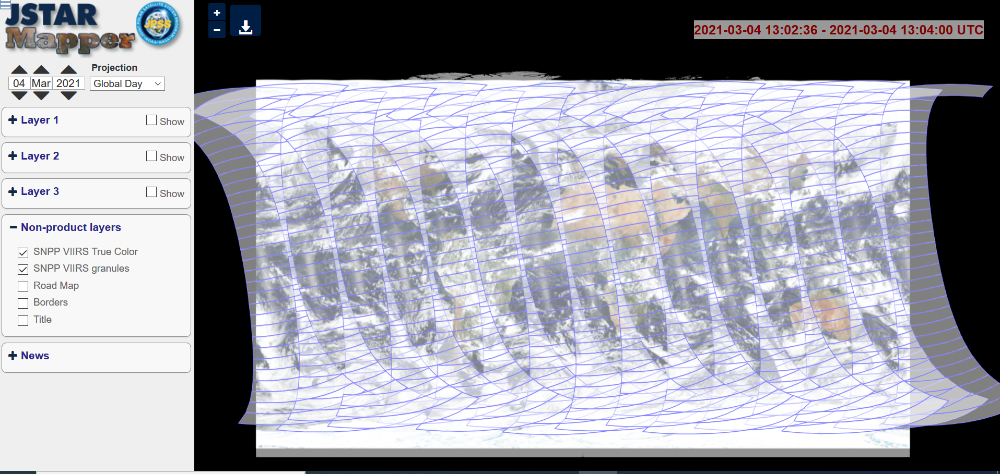 JSTAR
Mapper
JPSS
04 Mar 2021
Projection
Global Day
Layer 1
Show
Layer 2
Show
Layer 3
Show
Non-product layers
SNPP VIIRS True Color
SNPP VIIRS granules
Road Map
Borders
Title
News
+
−
2021-03-04 13:02:36 - 2021-03-04 13:04:00 UTC